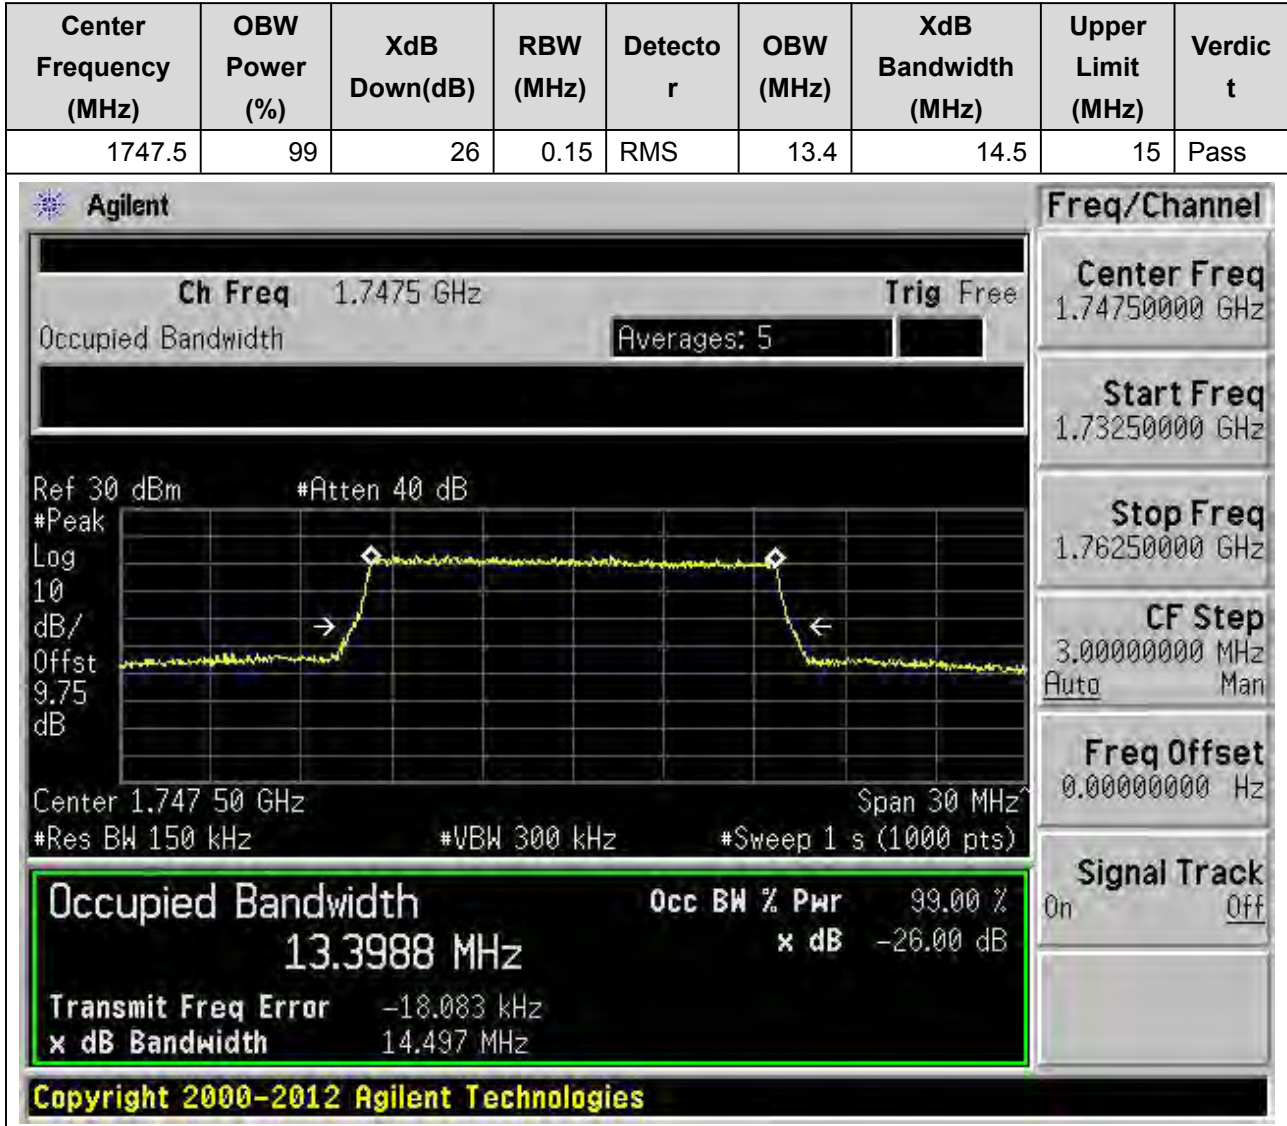 Center Frequency (MHz) OBW Power (%) XdB Down(dB) RBW (MHz) Detecto r OBW (MHz) XdB Bandwidth (MHz) Upper Limit (MHz) Verdic t
1747.5 99 26 0.15 RMS 13.4 14.5 15 Pass
Agilent
Freq/Channel
Ch Freq 1.7475 GHz Trig Free
Occupied Bandwidth Averages: 5
Center Freq
1.74750000 GHz
Start Freq
1.73250000 GHz
Stop Freq
1.76250000 GHz
CF Step
3.00000000 MHz
Auto Man
Freq Offset
0.00000000 Hz
Signal Track
On Off
Ref 30 dBm #Atten 40 dB
#Peak
Log
10
dB/
Offst
9.75
dB
Center 1.747 50 GHz Span 30 MHz^
#Res BW 150 kHz #VBW 300 kHz #Sweep 1 s (1000 pts)
Occupied Bandwidth Occ BW % Pwr 99.00 %
13.3988 MHz x dB -26.00 dB
Transmit Freq Error -18.083 kHz
x dB Bandwidth 14.497 MHz
Copyright 2000-2012 Agilent Technologies